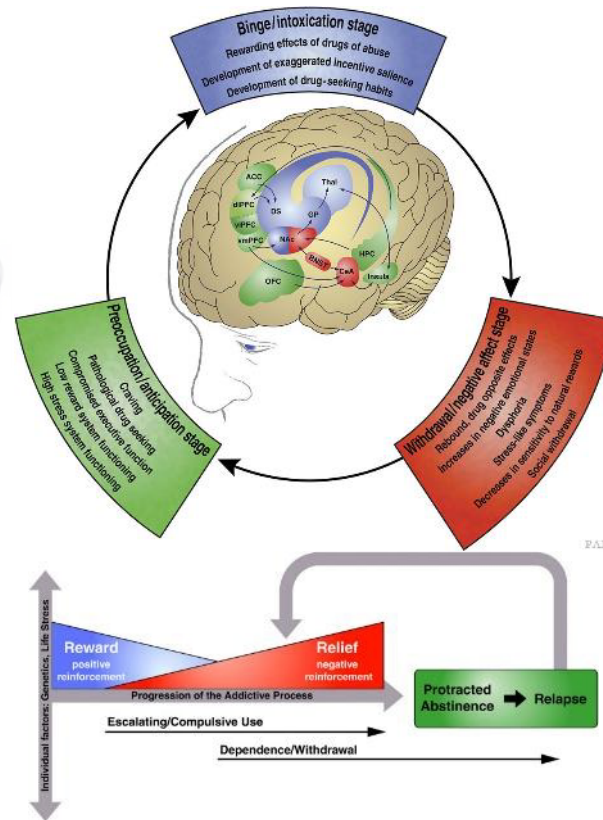 Binge/intoxication stage
Rewarding effects of drugs of abuse
Development of exaggerated incentive salience
Development of drug-seeking habits
ACC
dlPFC
vlPFC
vmPFC
OFC
DS
GP
Thal
NAc
BNST
CeA
HPC
Insula
Withdrawal/negative affect stage
Rebound, drug opposite effects
Increases in negative emotional states
Dysphoria
Stress-like symptoms
Decreases in sensitivity to natural rewards
Social withdrawal
Preoccupation/anticipation stage
Craving
Pathological drug seeking
Compromised executive function
Low reward system functioning
High stress system functioning
Individual factors: Genetics, Life Stress
Reward
positive
reinforcement
Relief
negative
reinforcement
Progression of the Addictive Process
Escalating/Compulsive Use
Dependence/Withdrawal
Protracted
Abstinence
Relapse